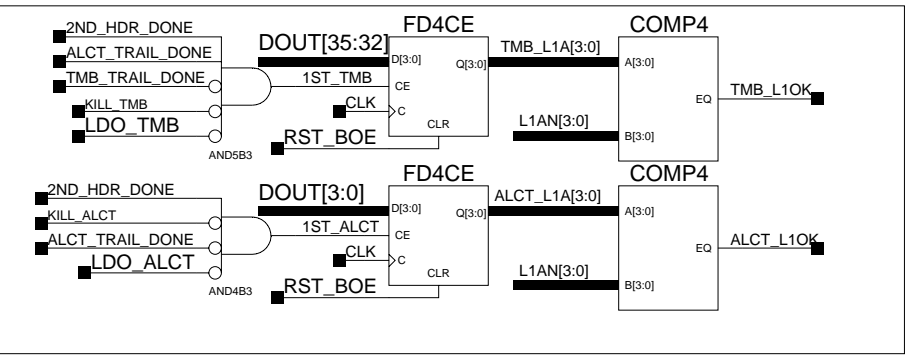 2ND_HDR_DONE
ALCT_TRAIL_DONE
TMB_TRAIL_DONE
KILL_TMB
LDO_TMB
AND5B3
1ST_TMB
DOUT[35:32]
CLK
RST_BOE
FD4CE
D[3:0]
Q[3:0]
CE
C
CLR
TMB_L1A[3:0]
L1AN[3:0]
COMP4
A[3:0]
EQ
B[3:0]
TMB_L1OK
2ND_HDR_DONE
KILL_ALCT
ALCT_TRAIL_DONE
LDO_ALCT
AND4B3
1ST_ALCT
DOUT[3:0]
CLK
RST_BOE
FD4CE
D[3:0]
Q[3:0]
CE
C
CLR
ALCT_L1A[3:0]
L1AN[3:0]
COMP4
A[3:0]
EQ
B[3:0]
ALCT_L1OK